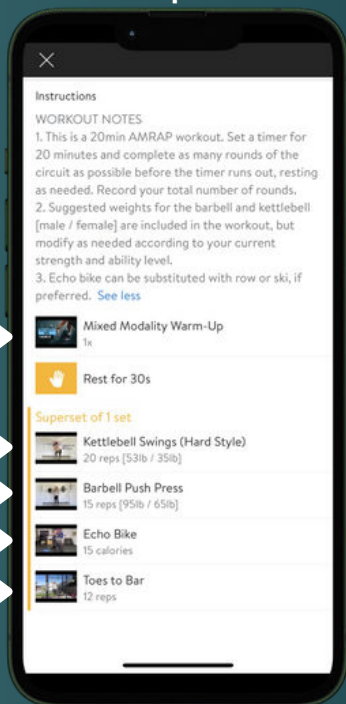 Instructions
WORKOUT NOTES
1. This is a 20min AMRAP workout. Set a timer for
20 minutes and complete as many rounds of the
circuit as possible before the timer runs out, resting
as needed. Record your total number of rounds.
2. Suggested weights for the barbell and kettlebell
[male / female] are included in the workout, but
modify as needed according to your current
strength and ability level.
3. Echo bike can be substituted with row or ski, if
preferred. See less
Mixed Modality Warm-Up
1x
Rest for 30s
Superset of 1 set
Kettlebell Swings (Hard Style)
20 reps [53lb / 35lb]
Barbell Push Press
15 reps [95lb / 65lb]
Echo Bike
15 calories
Toes to Bar
12 reps